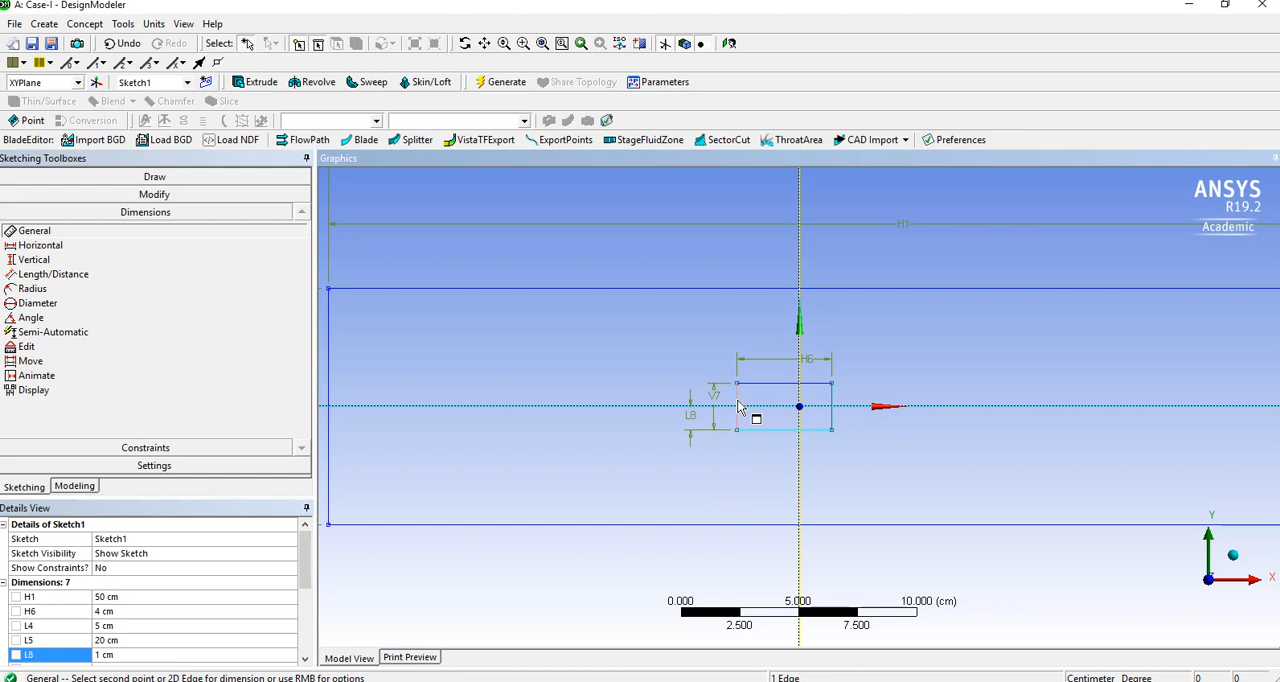 A: Case-I - DesignModeler
File Create Concept Tools Units View Help
Undo Redo Select:
XYPlane Sketch1 Extrude Revolve Sweep Skin/Loft Generate Share Topology Parameters
Thin/Surface Blend Chamfer Slice
Point Conversion
BladeEditor: Import BGD Load BGD Load NDF FlowPath Blade Splitter VistaTFExport ExportPoints StageFluidZone SectorCut ThroatArea CAD Import Preferences
Sketching Toolboxes
Graphics
Draw
Modify
Dimensions
General
Horizontal
Vertical
Length/Distance
Radius
Diameter
Angle
Semi-Automatic
Edit
Move
Animate
Display
Constraints
Settings
Sketching Modeling
Details View
Details of Sketch1
Sketch Sketch1
Sketch Visibility Show Sketch
Show Constraints? No
Dimensions: 7
H1 50 cm
H6 4 cm
L4 5 cm
L5 20 cm
L8 1 cm
ANSYS
R19.2
Academic
H1
H6
V7
L8
Y
X
0.000 5.000 10.000 (cm)
2.500 7.500
Model View Print Preview
General -- Select second point or 2D Edge for dimension or use RMB for options 1 Edge Centimeter Degree 0 0